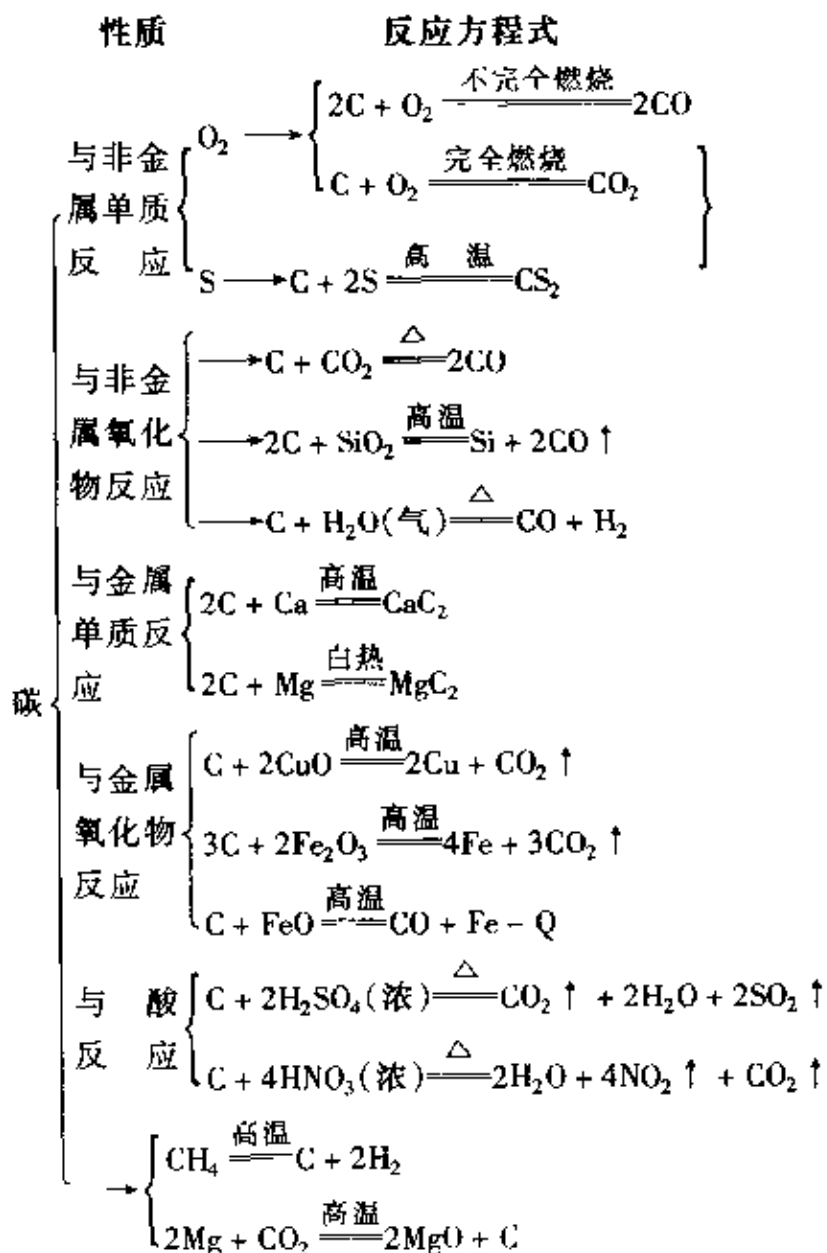 性质 反应方程式
与非金属单质反应
O₂ → 2C + O₂ =不完全燃烧= 2CO
C + O₂ =完全燃烧= CO₂
S → C + 2S =高温= CS₂
与非金属氧化物反应
→ C + CO₂ =△= 2CO
→ 2C + SiO₂ =高温= Si + 2CO↑
→ C + H₂O(气) =△= CO + H₂
与金属单质反应
2C + Ca =高温= CaC₂
2C + Mg =白热= MgC₂
碳
与金属氧化物反应
C + 2CuO =高温= 2Cu + CO₂↑
3C + 2Fe₂O₃ =高温= 4Fe + 3CO₂↑
C + FeO =高温= CO + Fe - Q
与酸反应
C + 2H₂SO₄(浓) =△= CO₂↑ + 2H₂O + 2SO₂↑
C + 4HNO₃(浓) =△= 2H₂O + 4NO₂↑ + CO₂↑
→ CH₄ =高温= C + 2H₂
2Mg + CO₂ =高温= 2MgO + C